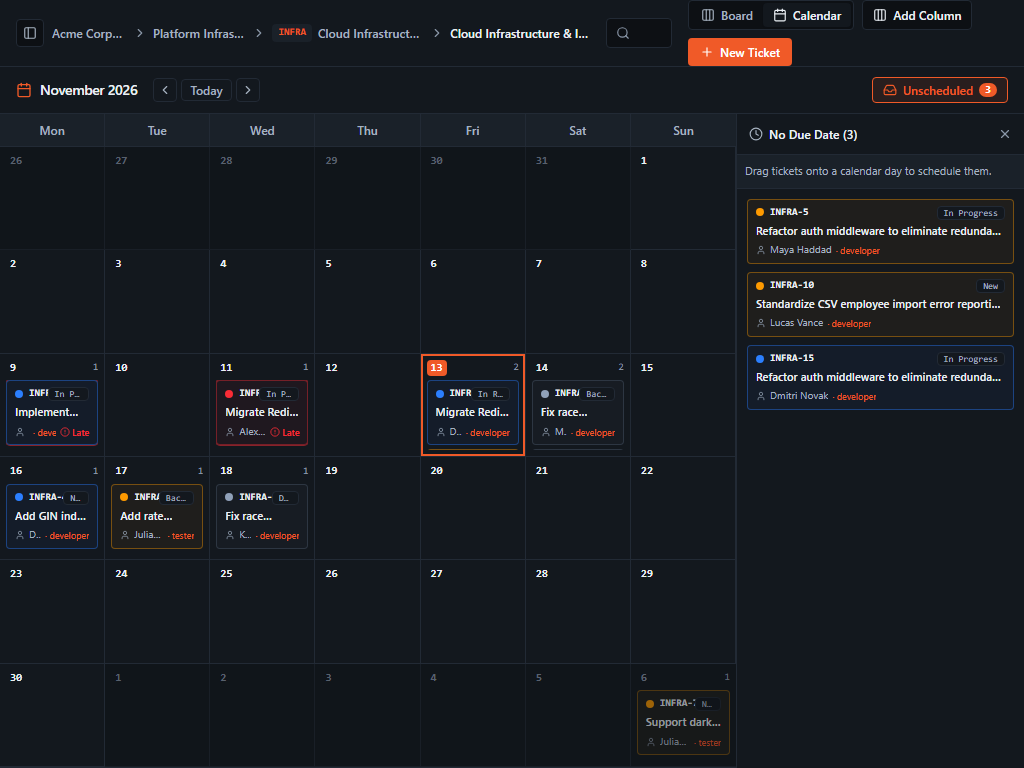 Acme Corp... > Platform Infras... > INFRA Cloud Infrastruct... > Cloud Infrastructure & I...
Board Calendar Add Column
+ New Ticket
November 2026 < Today > Unscheduled 3
Mon Tue Wed Thu Fri Sat Sun
26 27 28 29 30 31 1
2 3 4 5 6 7 8
9 1
In P...
Implement...
· deve Late
10
11 1
In P...
Migrate Redi...
Alex... Late
12
13 2
In R...
Migrate Redi...
D... · developer
14 2
INFRA Bac...
Fix race...
M. · developer
15
16 1
INFRA- N...
Add GIN ind...
D.. · developer
17 1
INFRA Bac...
Add rate...
Julia... · tester
18 1
INFRA- D...
Fix race...
K... · developer
19 20 21 22
23 24 25 26 27 28 29
30 1 2 3 4 5
6 1
INFRA- N...
Support dark...
Julia... · tester
No Due Date (3)
Drag tickets onto a calendar day to schedule them.
INFRA-5 In Progress
Refactor auth middleware to eliminate redunda...
Maya Haddad · developer
INFRA-10 New
Standardize CSV employee import error reporti...
Lucas Vance · developer
INFRA-15 In Progress
Refactor auth middleware to eliminate redunda...
Dmitri Novak · developer